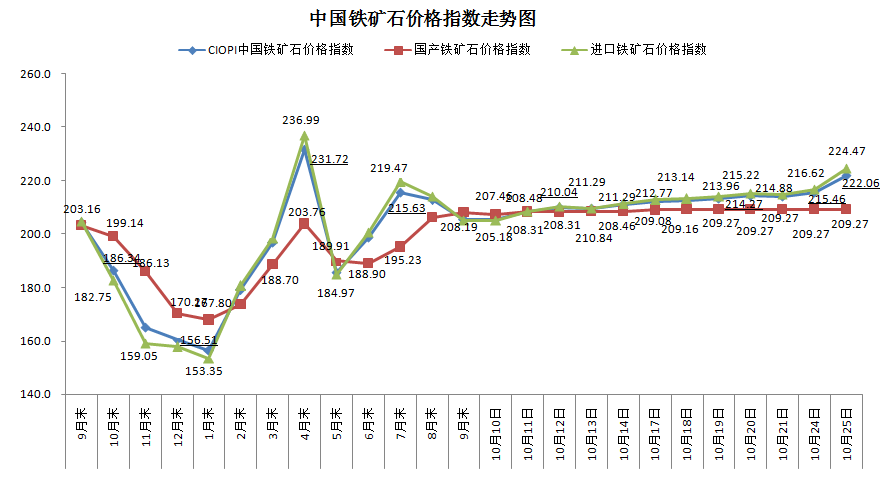 中国铁矿石价格指数走势图
CIOPI中国铁矿石价格指数 国产铁矿石价格指数 进口铁矿石价格指数
260.0
240.0
220.0
200.0
180.0
160.0
140.0
203.16
199.14
186.34
182.75
186.13
159.05
170.27
156.51
167.80
153.35
188.70
236.99
231.72
203.76
189.91
184.97
188.90
219.47
215.63
195.23
208.19
207.46
205.18
208.48
208.31
210.04
208.31
211.29
210.84
211.29
208.46
212.77
209.08
213.14
209.16
213.96
209.27
215.22
214.27
209.27
214.88
209.27
216.62
215.46
209.27
224.47
222.06
209.27
9月末
10月末
11月末
12月末
1月末
2月末
3月末
4月末
5月末
6月末
7月末
8月末
9月末
10月10日
10月11日
10月12日
10月13日
10月14日
10月17日
10月18日
10月19日
10月20日
10月21日
10月24日
10月25日